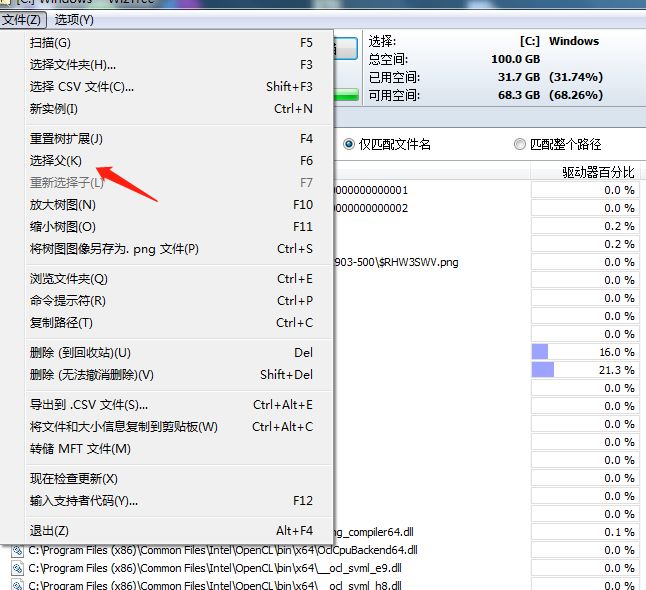 [C:] Windows - WizTree
文件(Z) 选项(Y)
扫描(G) F5
选择文件夹(H)... F3
选择 CSV 文件(C)... Shift+F3
新实例(I) Ctrl+N
重置树扩展(J) F4
选择父(K) F6
重新选择子(L) F7
放大树图(N) F10
缩小树图(O) F11
将树图图像另存为. png 文件(P) Ctrl+S
浏览文件夹(Q) Ctrl+E
命令提示符(R) Ctrl+P
复制路径(T) Ctrl+C
删除 (到回收站)(U) Del
删除 (无法撤消删除)(V) Shift+Del
导出到 .CSV 文件(S)... Ctrl+Alt+E
将文件和大小信息复制到剪贴板(W) Ctrl+Alt+C
转储 MFT 文件(M)
现在检查更新(X)
输入支持者代码(Y)... F12
退出(Z) Alt+F4
选择: [C:] Windows
总空间: 100.0 GB
已用空间: 31.7 GB (31.74%)
可用空间: 68.3 GB (68.26%)
仅匹配文件名 匹配整个路径
驱动器百分比
0000000000001 0.0 %
0000000000002 0.0 %
0.2 %
0.2 %
903-500\$RHW3SWV.png 0.0 %
0.0 %
0.0 %
0.0 %
0.0 %
16.0 %
21.3 %
0.0 %
0.0 %
0.0 %
0.0 %
0.0 %
0.0 %
0.0 %
0.0 %
ng_compiler64.dll 0.1 %
C:\Program Files (x86)\Common Files\Intel\OpenCL\bin\x64\OclCpuBackend64.dll 0.0 %
C:\Program Files (x86)\Common Files\Intel\OpenCL\bin\x64\__ocl_svml_e9.dll 0.0 %
C:\Program Files (x86)\Common Files\Intel\OpenCL\bin\x64\__ocl_svml_h8.dll 0.0 %